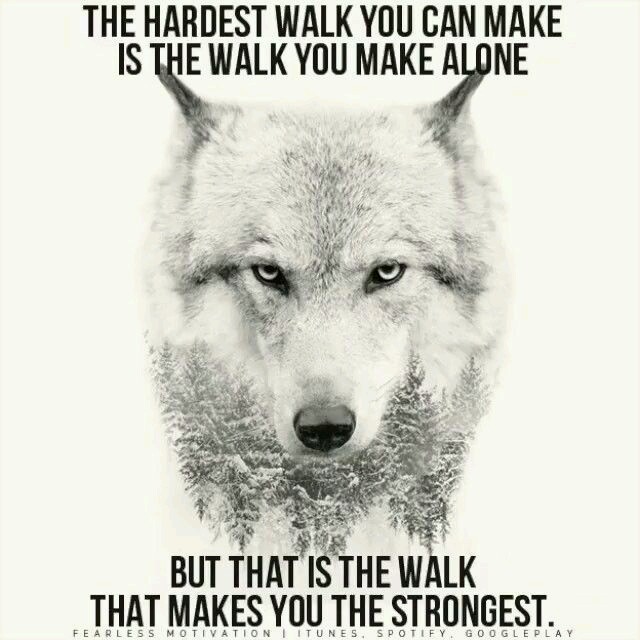 THE HARDEST WALK YOU CAN MAKE
IS THE WALK YOU MAKE ALONE
BUT THAT IS THE WALK
THAT MAKES YOU THE STRONGEST.
FEARLESS MOTIVATION | ITUNES, SPOTIFY, GOOGLEPLAY